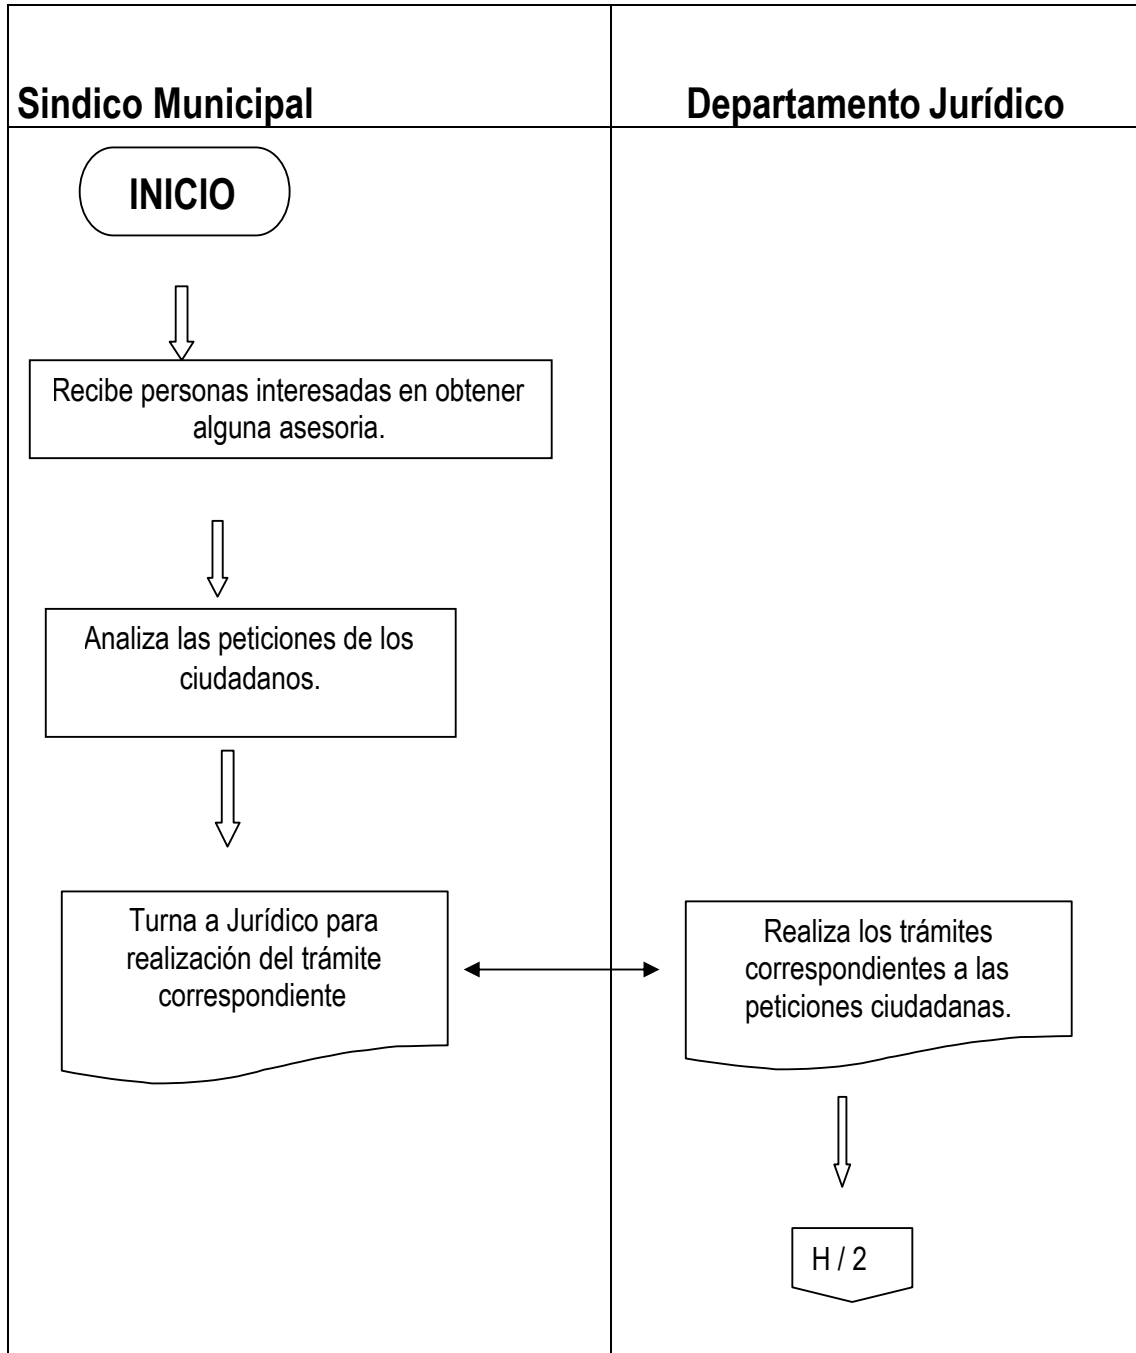 Sindico Municipal
Departamento Jurídico
INICIO
Recibe personas interesadas en obtener
alguna asesoria.
Analiza las peticiones de los
ciudadanos.
Turna a Jurídico para
realización del trámite
correspondiente
Realiza los trámites
correspondientes a las
peticiones ciudadanas.
H / 2